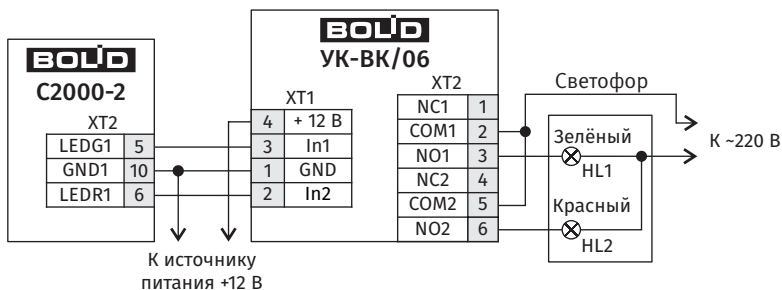 BOLID
С2000-2
XT2
LEDG1 5
GND1 10
LEDR1 6
BOLID
УК-ВК/06
XT1
4 + 12 В
3 In1
1 GND
2 In2
XT2
NC1 1
COM1 2
NO1 3
NC2 4
COM2 5
NO2 6
Светофор
Зелёный
HL1
Красный
HL2
К ~220 В
К источнику
питания +12 В